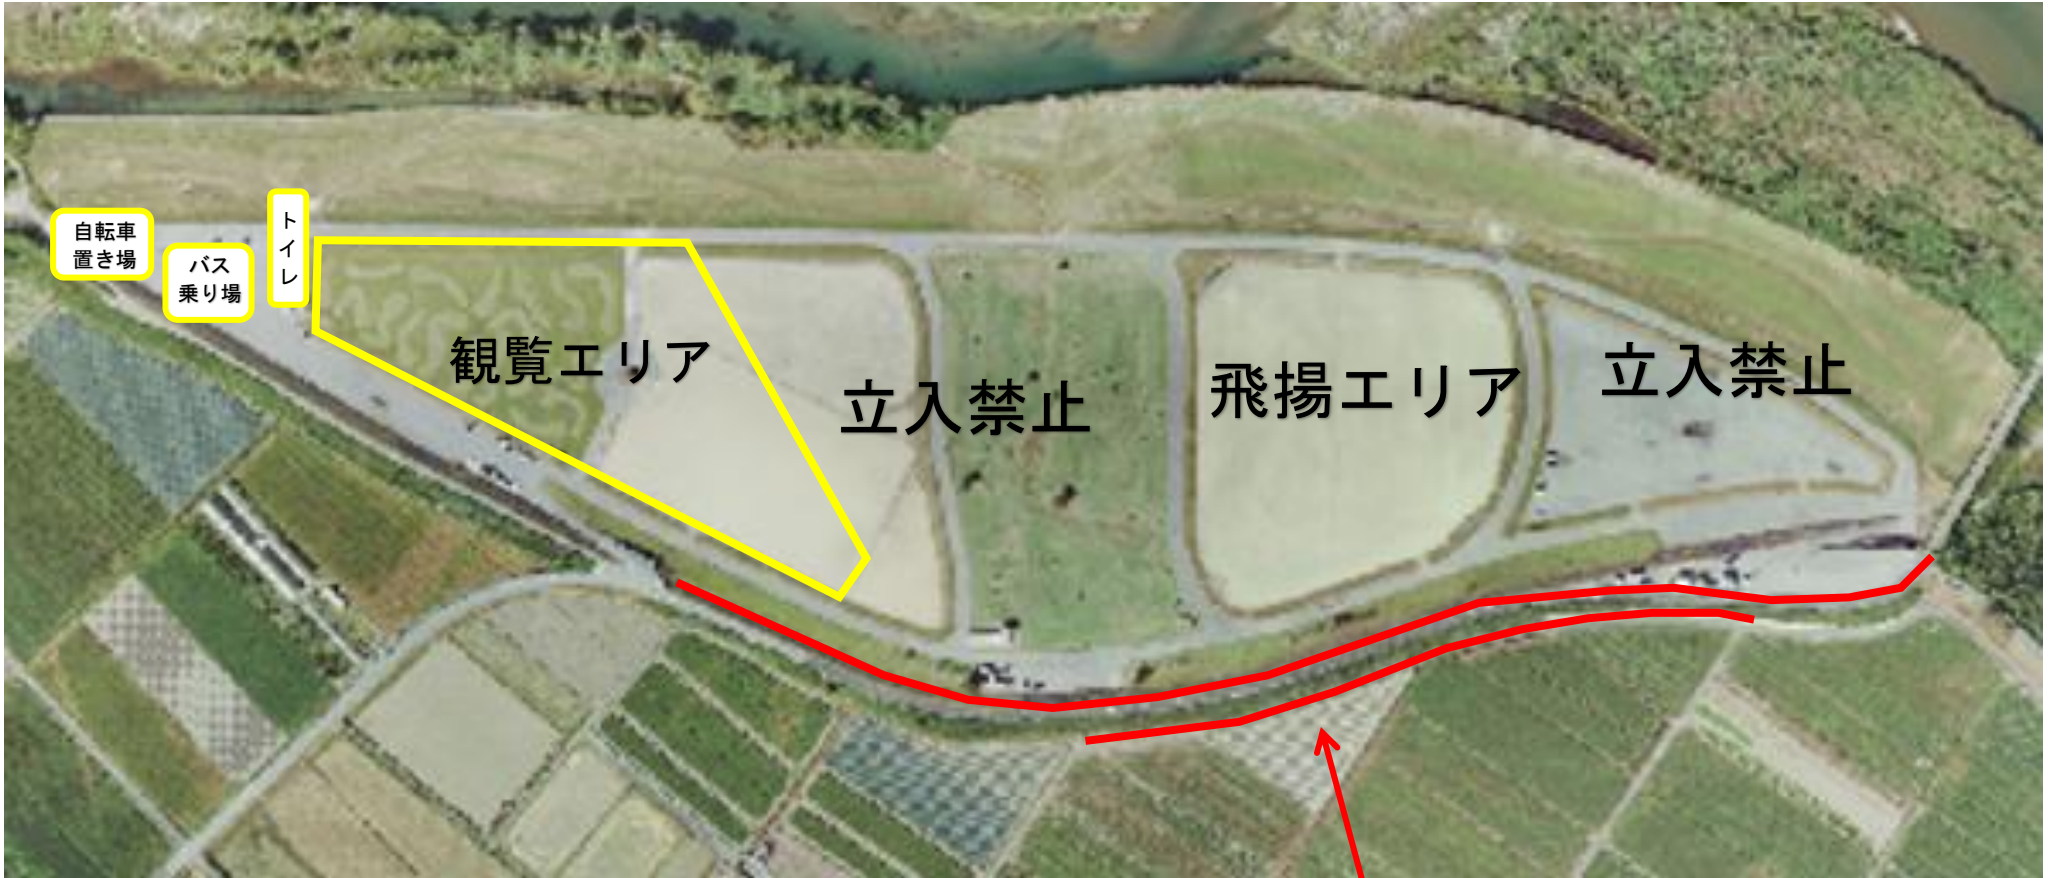 自転車
置き場
バス
乗り場
トイレ
観覧エリア
立入禁止
飛揚エリア
立入禁止